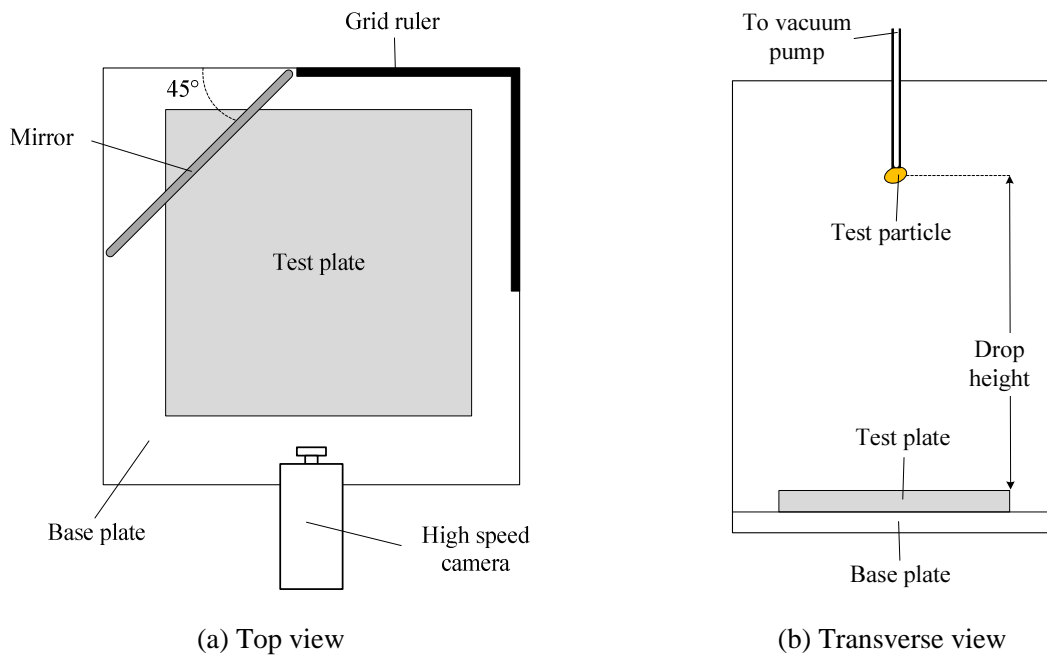 Grid ruler
45°
Mirror
Test plate
Base plate
High speed
camera
(a) Top view
To vacuum
pump
Test particle
Drop
height
Test plate
Base plate
(b) Transverse view